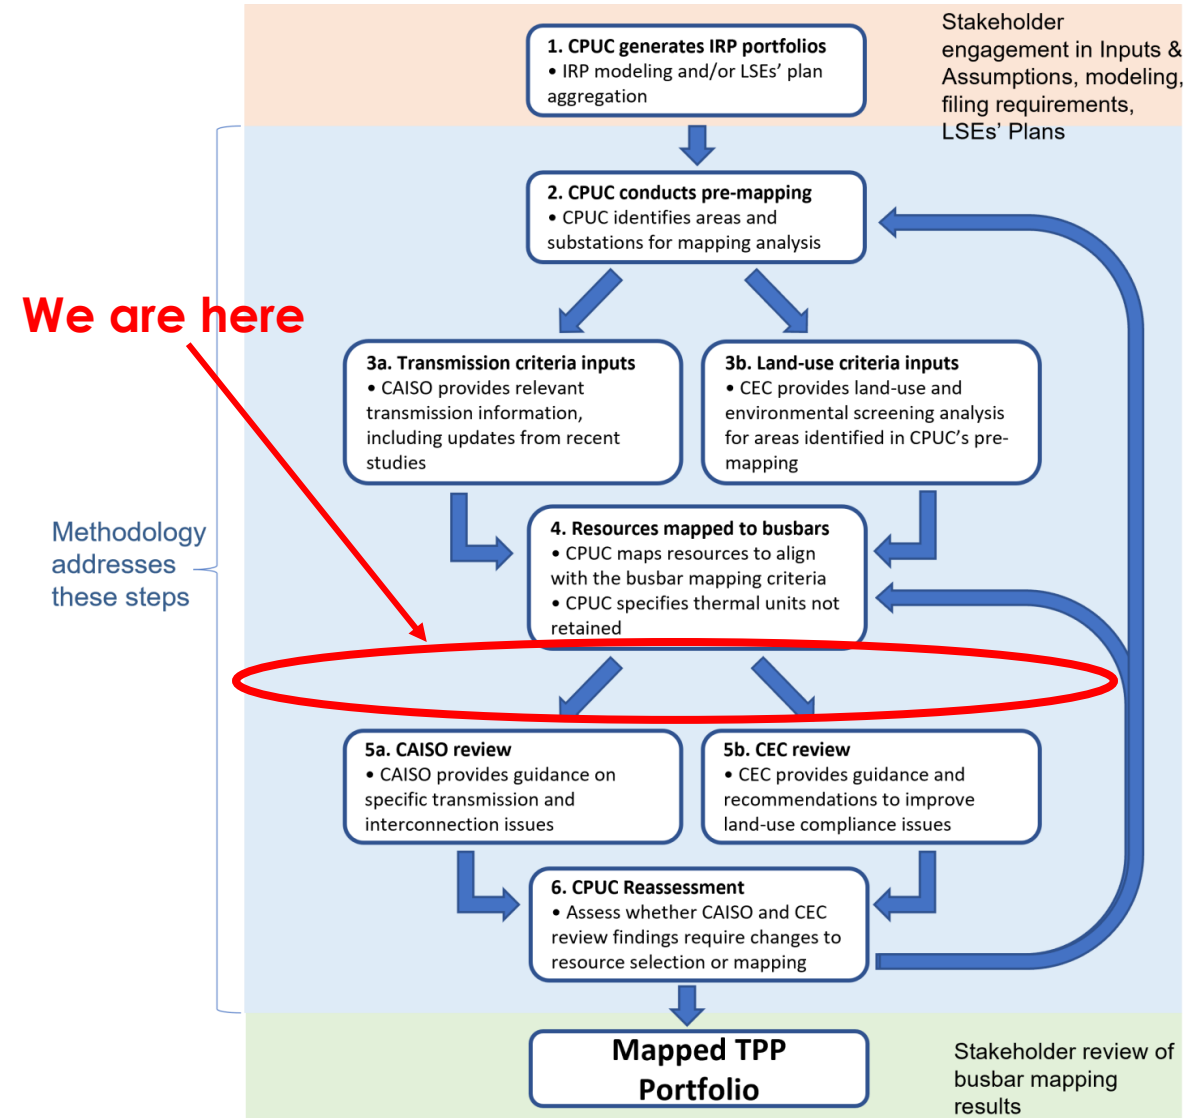 Stakeholder
engagement in Inputs &
Assumptions, modeling,
filing requirements,
LSEs’ Plans
1. CPUC generates IRP portfolios
• IRP modeling and/or LSEs’ plan
aggregation
2. CPUC conducts pre-mapping
• CPUC identifies areas and
substations for mapping analysis
We are here
3a. Transmission criteria inputs
• CAISO provides relevant
transmission information,
including updates from recent
studies
3b. Land-use criteria inputs
• CEC provides land-use and
environmental screening analysis
for areas identified in CPUC’s pre-
mapping
Methodology
addresses
these steps
4. Resources mapped to busbars
• CPUC maps resources to align
with the busbar mapping criteria
• CPUC specifies thermal units not
retained
5a. CAISO review
• CAISO provides guidance on
specific transmission and
interconnection issues
5b. CEC review
• CEC provides guidance and
recommendations to improve
land-use compliance issues
6. CPUC Reassessment
• Assess whether CAISO and CEC
review findings require changes to
resource selection or mapping
Mapped TPP
Portfolio
Stakeholder review of
busbar mapping
results